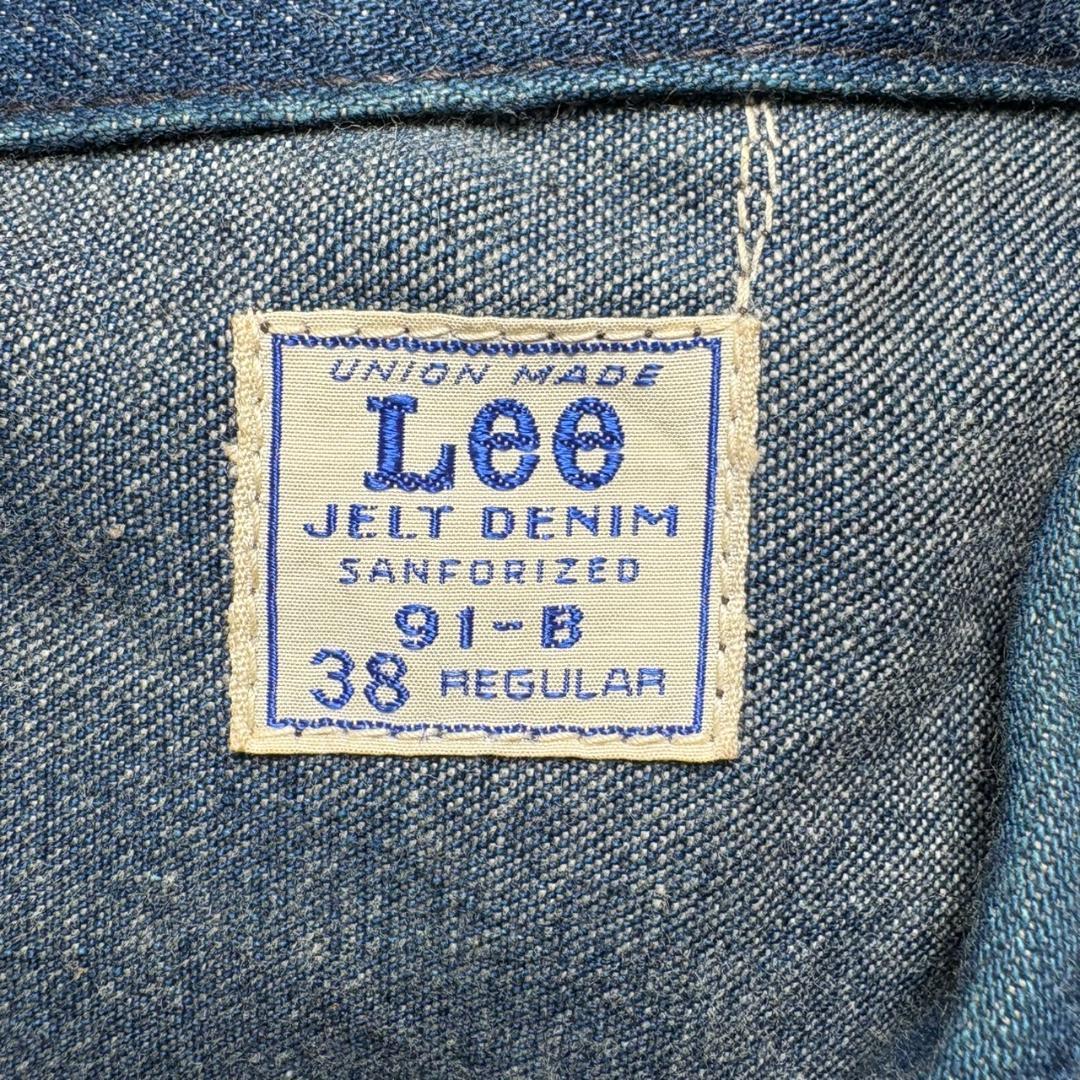 UNION MADE
Lee
JELT DENIM
SANFORIZED
91-B
38 REGULAR